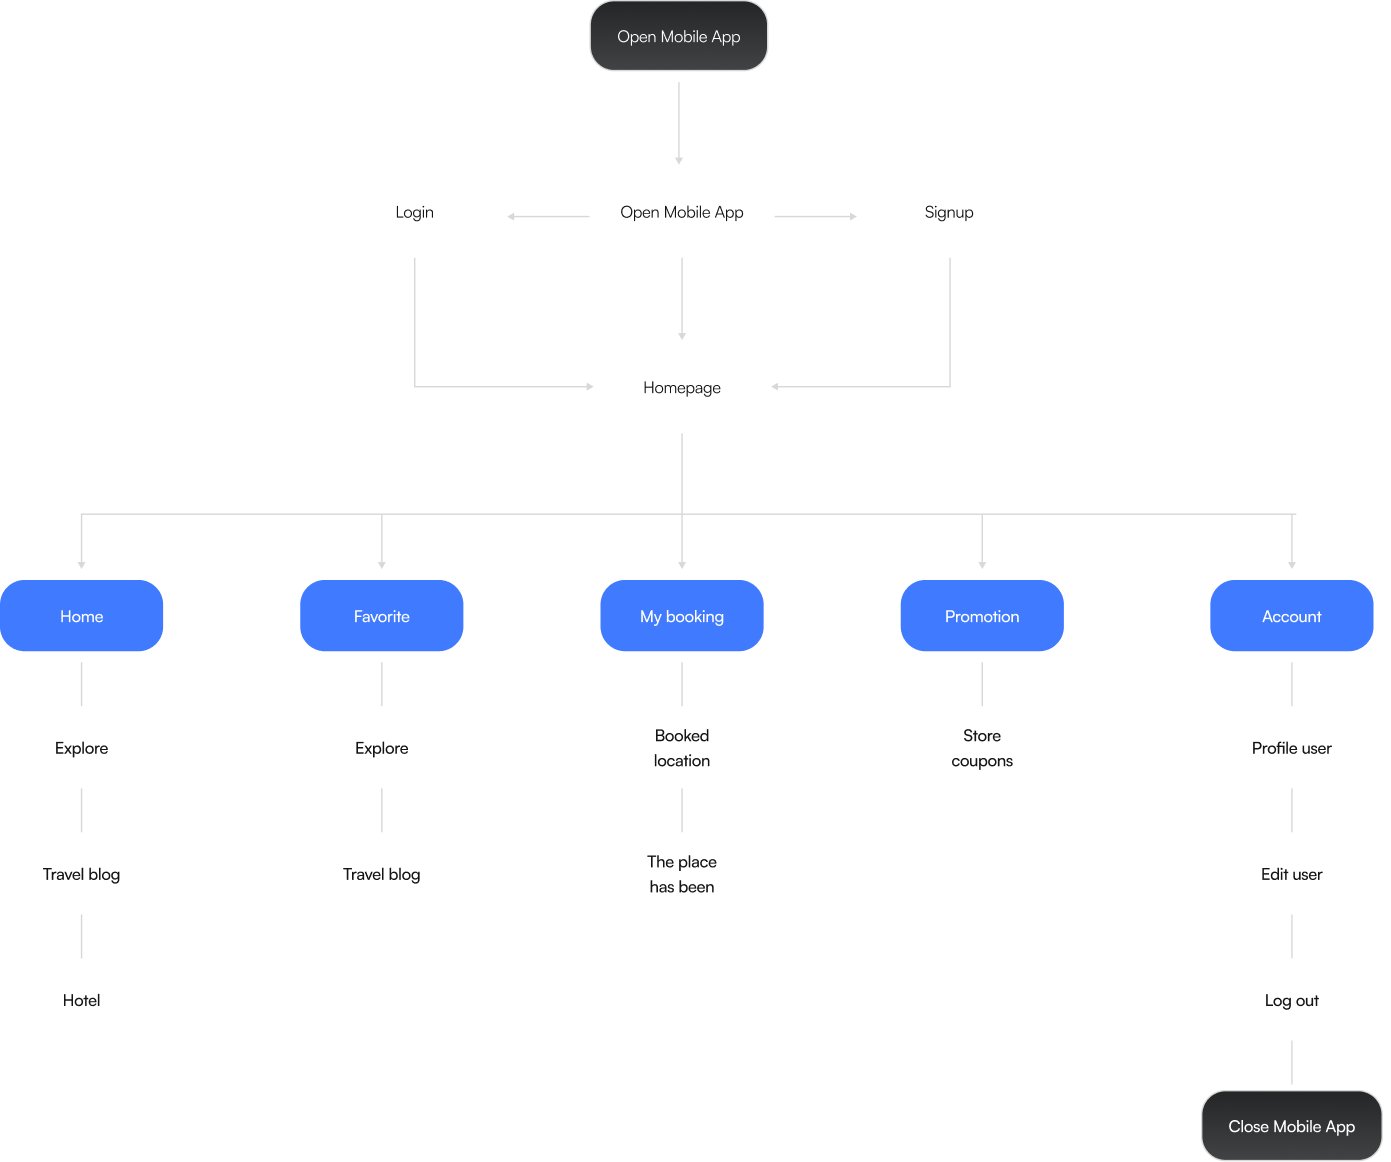 Open Mobile App
Login
Open Mobile App
Signup
Homepage
Home
Favorite
My booking
Promotion
Account
Explore
Explore
Booked
location
Store
coupons
Profile user
Travel blog
Travel blog
The place
has been
Edit user
Hotel
Log out
Close Mobile App